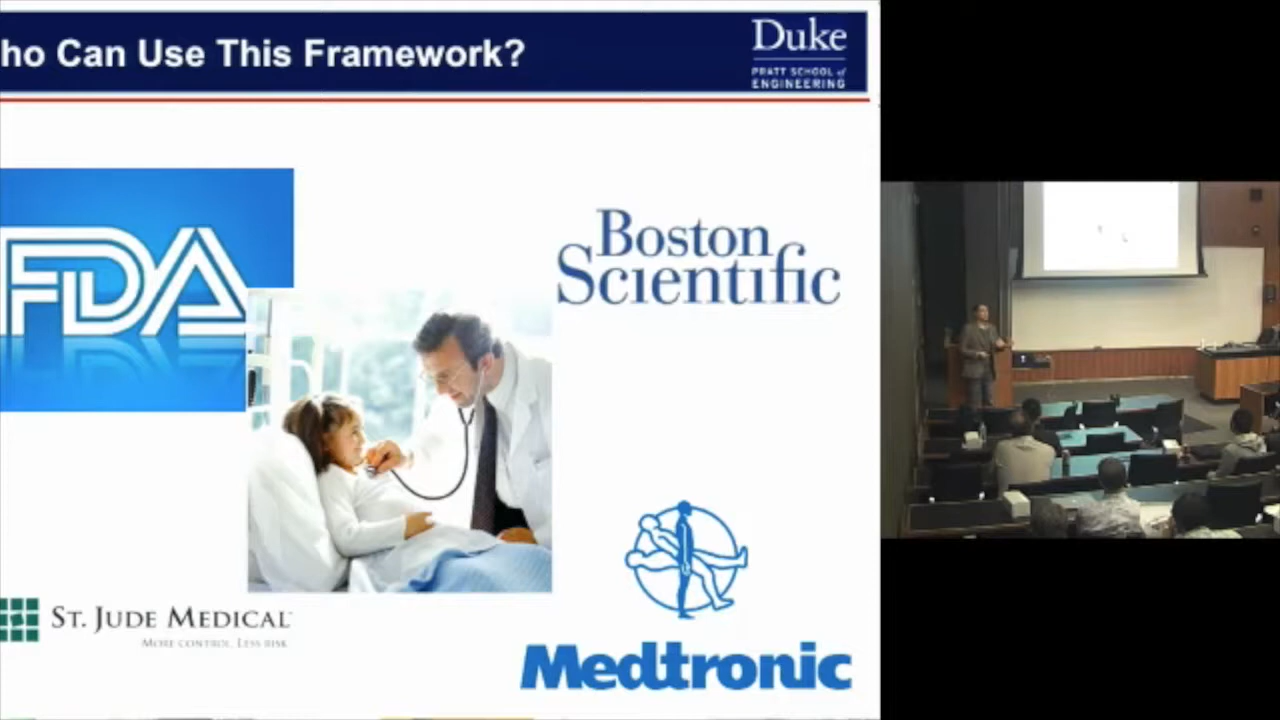 ho Can Use This Framework?
Duke
PRATT SCHOOL of
ENGINEERING
FDA
Boston
Scientific
ST. JUDE MEDICAL
MORE CONTROL. LESS RISK.
Medtronic